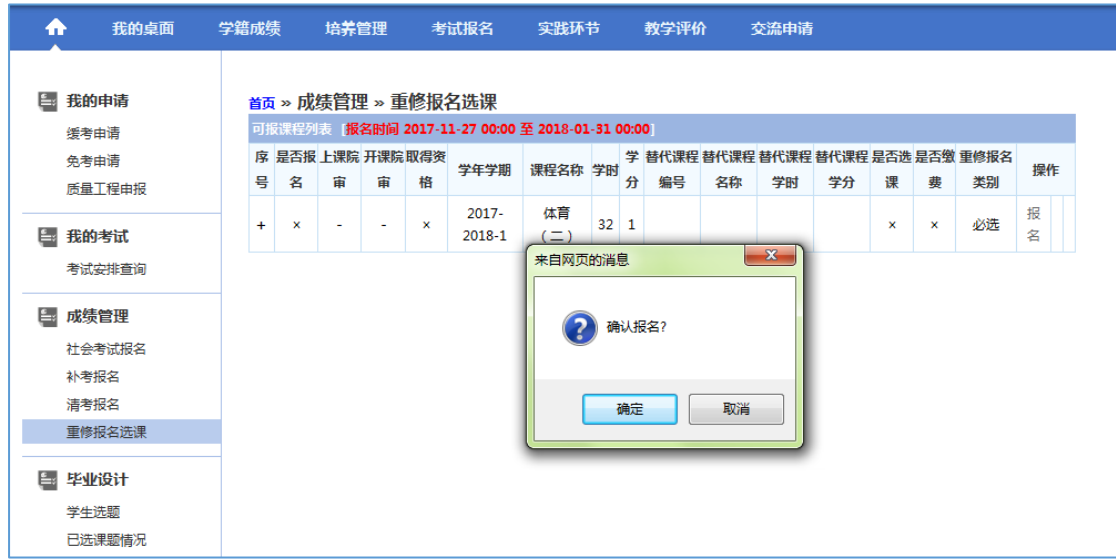 我的桌面 学籍成绩 培养管理 考试报名 实践环节 教学评价 交流申请
我的申请
缓考申请
免考申请
质量工程申报
我的考试
考试安排查询
成绩管理
社会考试报名
补考报名
清考报名
重修报名选课
毕业设计
学生选题
已选课题情况
首页 » 成绩管理 » 重修报名选课
可报课程列表 [报名时间 2017-11-27 00:00 至 2018-01-31 00:00]
序 是否报 上课院 开课院 取得资 学年学期 课程名称 学时 学 替代课程 替代课程 替代课程 替代课程 是否选 是否缴 重修报名 操作
号 名 审 审 格 分 编号 名称 学时 学分 课 费 类别
+ × - - × 2017- 体育 32 1 × × 必选 报
2018-1 （二） 名
来自网页的消息
确认报名?
确定 取消